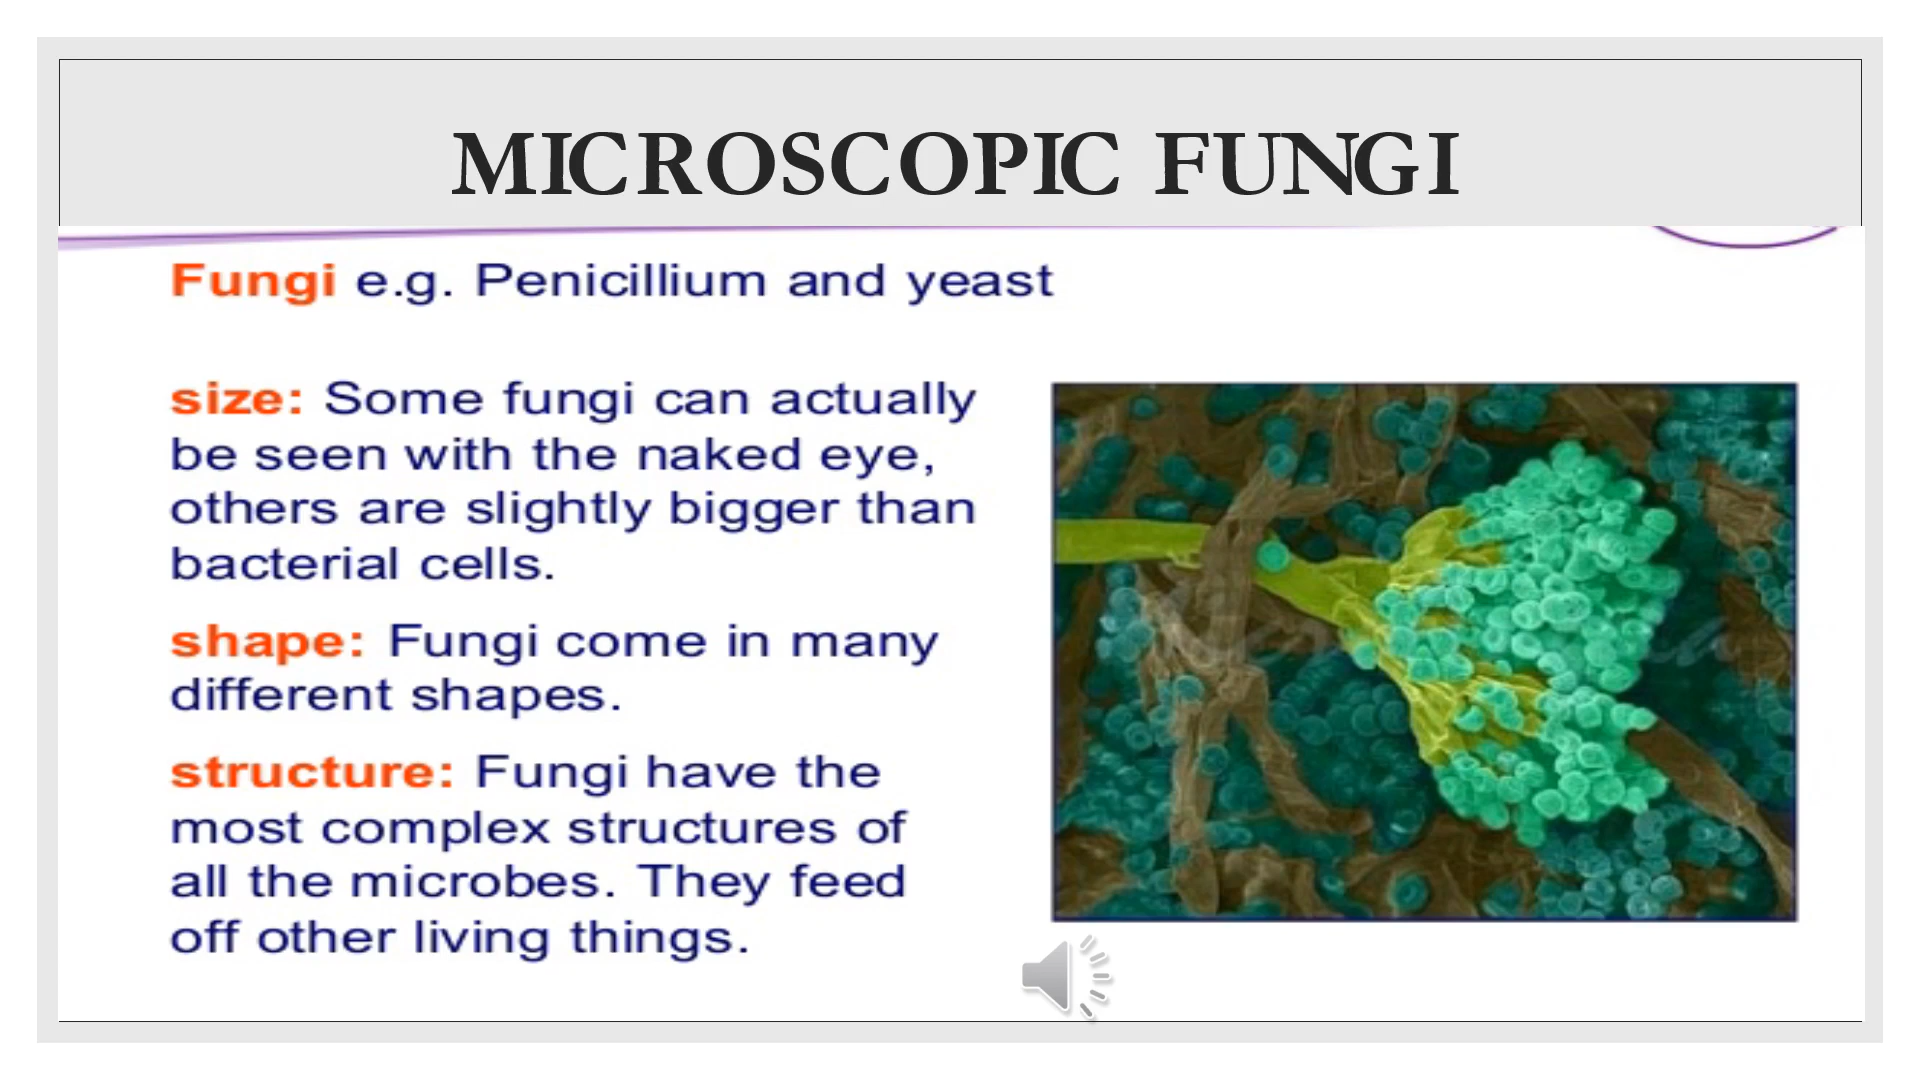 MICROSCOPIC FUNGI
Fungi e.g. Penicillium and yeast
size: Some fungi can actually
be seen with the naked eye,
others are slightly bigger than
bacterial cells.
shape: Fungi come in many
different shapes.
structure: Fungi have the
most complex structures of
all the microbes. They feed
off other living things.